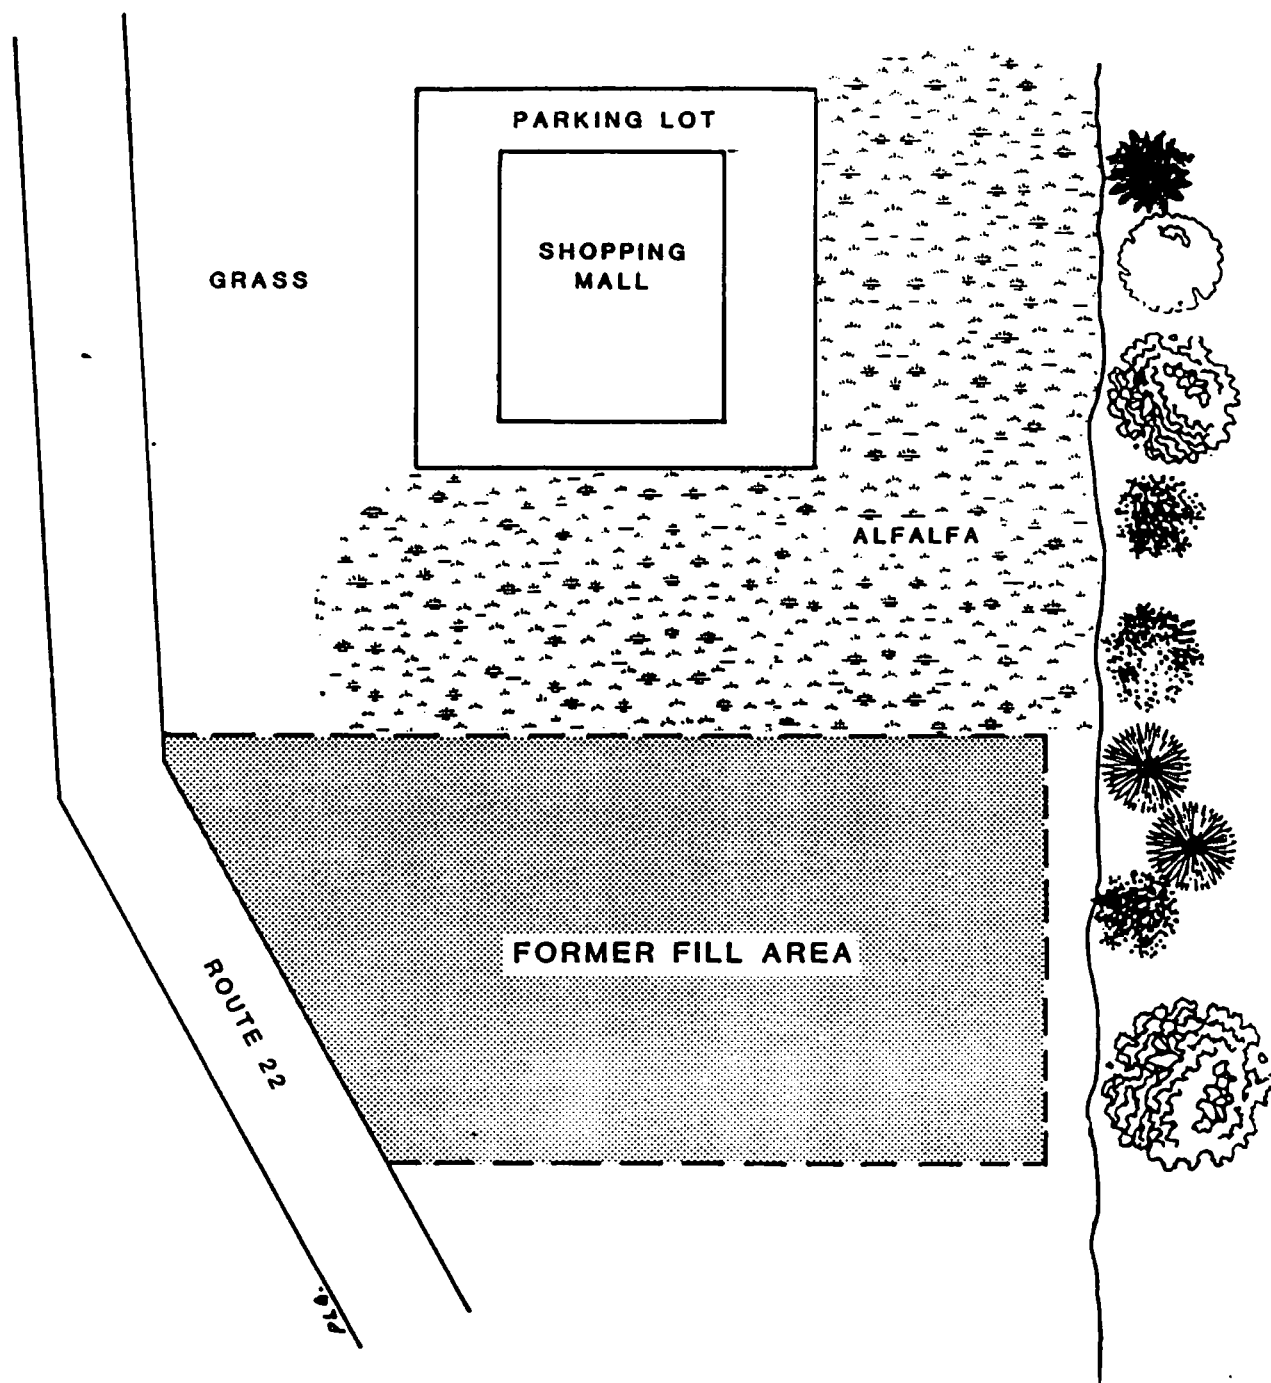 PARKING LOT
SHOPPING
MALL
GRASS
ALFALFA
FORMER FILL AREA
ROUTE 22